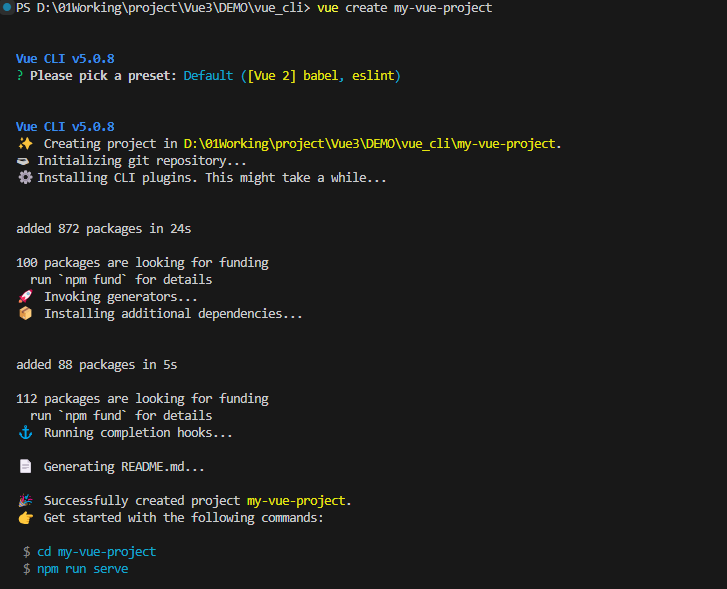 PS D:\01Working\project\Vue3\DEMO\vue_cli> vue create my-vue-project
Vue CLI v5.0.8
? Please pick a preset: Default ([Vue 2] babel, eslint)
Vue CLI v5.0.8
✨ Creating project in D:\01Working\project\Vue3\DEMO\vue_cli\my-vue-project.
Initializing git repository...
⚙️ Installing CLI plugins. This might take a while...
added 872 packages in 24s
100 packages are looking for funding
run `npm fund` for details
🚀 Invoking generators...
📦 Installing additional dependencies...
added 88 packages in 5s
112 packages are looking for funding
run `npm fund` for details
⚓ Running completion hooks...
📄 Generating README.md...
🎉 Successfully created project my-vue-project.
👉 Get started with the following commands:
$ cd my-vue-project
$ npm run serve